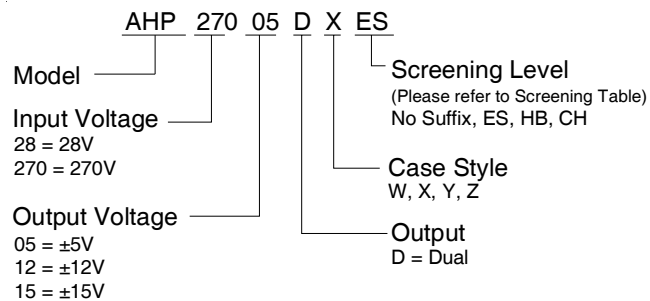 AHP 270 05 D X ES
Model
Input Voltage
28 = 28V
270 = 270V
Output Voltage
05 = ±5V
12 = ±12V
15 = ±15V
Screening Level
(Please refer to Screening Table)
No Suffix, ES, HB, CH
Case Style
W, X, Y, Z
Output
D = Dual